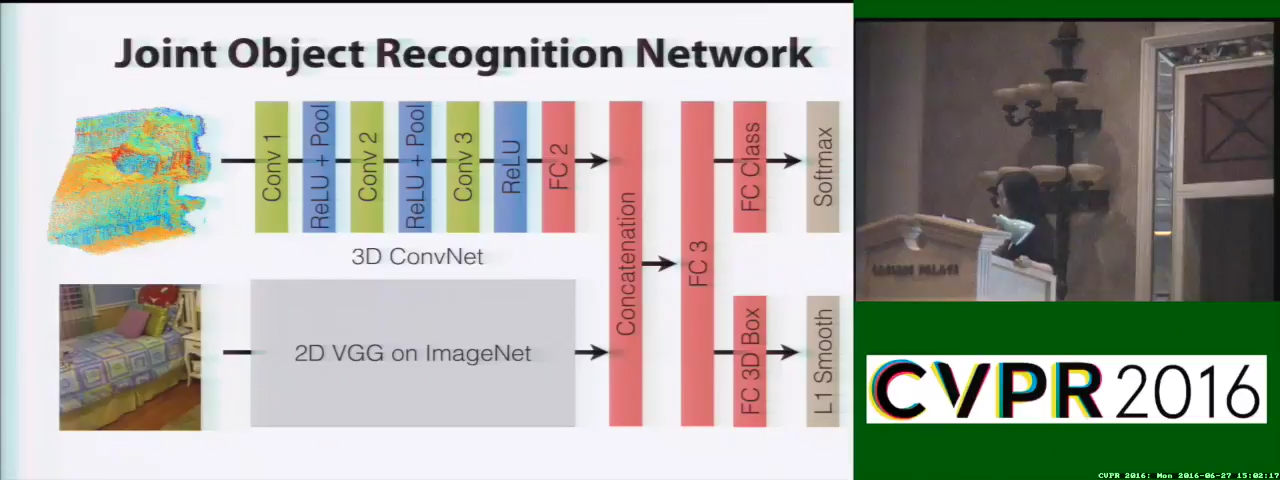 Joint Object Recognition Network
Conv 1
ReLU + Pool
Conv 2
ReLU + Pool
Conv 3
ReLU
FC 2
Concatenation
FC 3
FC Class
Softmax
3D ConvNet
2D VGG on ImageNet
FC 3D Box
L1 Smooth
CAESARS PALACE
CVPR 2016
CVPR 2016: Mon 2016-06-27 15:02:17